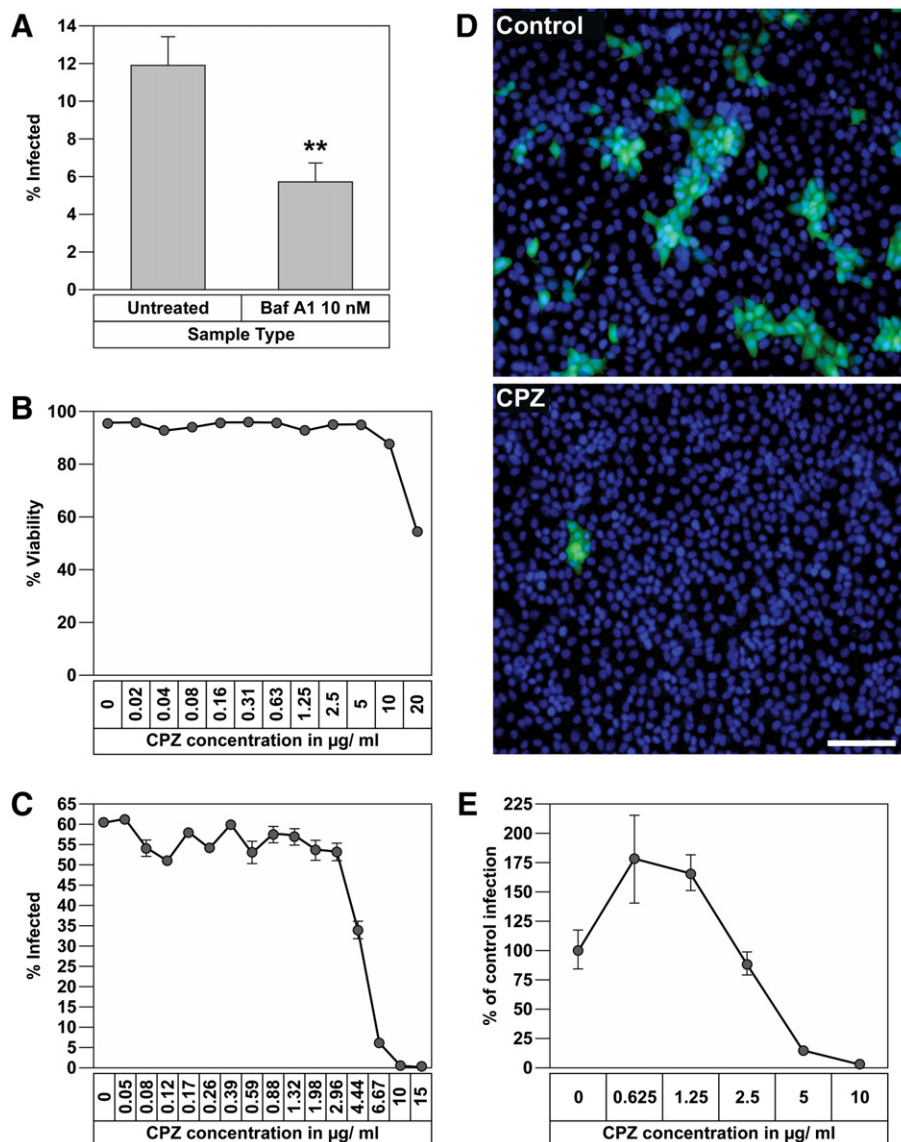 A
14
12
10
8
6
4
2
0
% Infected
**
Untreated
Baf A1 10 nM
Sample Type
B
100
80
60
40
20
0
% Viability
0 0.02 0.04 0.08 0.16 0.31 0.63 1.25 2.5 5 10 20
CPZ concentration in µg/ ml
C
65
60
55
50
45
40
35
30
25
20
15
10
5
0
% Infected
0 0.05 0.08 0.12 0.17 0.26 0.39 0.59 0.88 1.32 1.98 2.96 4.44 6.67 10 15
CPZ concentration in µg/ ml
D
Control
CPZ
E
225
200
175
150
125
100
75
50
25
0
% of control infection
0 0.625 1.25 2.5 5 10
CPZ concentration in µg/ ml